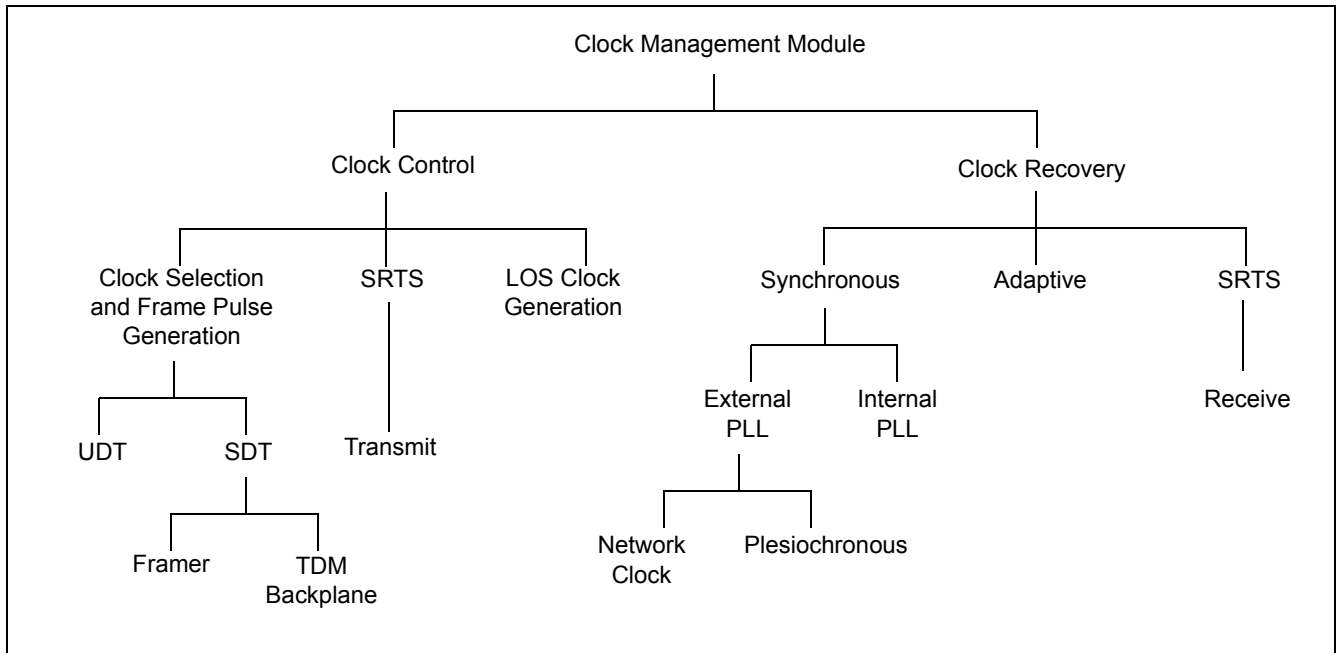 Clock Management Module
Clock Control
Clock Recovery
Clock Selection
and Frame Pulse
Generation
SRTS
LOS Clock
Generation
Synchronous
Adaptive
SRTS
UDT
SDT
Transmit
External
PLL
Internal
PLL
Receive
Framer
TDM
Backplane
Network
Clock
Plesiochronous